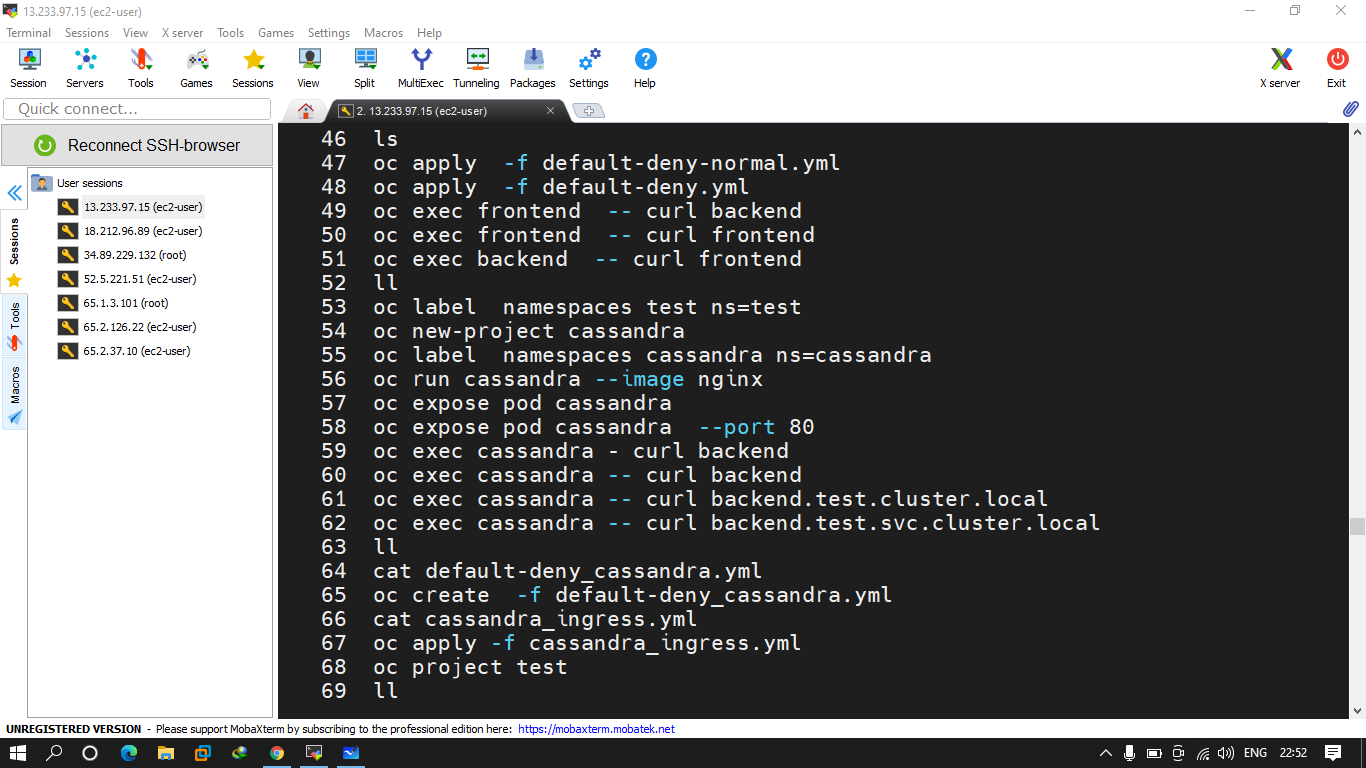 13.233.97.15 (ec2-user)
Terminal Sessions View X server Tools Games Settings Macros Help
Session Servers Tools Games Sessions View Split MultiExec Tunneling Packages Settings Help X server Exit
Quick connect...
2. 13.233.97.15 (ec2-user)
Reconnect SSH-browser
User sessions
13.233.97.15 (ec2-user)
18.212.96.89 (ec2-user)
34.89.229.132 (root)
52.5.221.51 (ec2-user)
65.1.3.101 (root)
65.2.126.22 (ec2-user)
65.2.37.10 (ec2-user)
Sessions
Tools
Macros
46 ls
47 oc apply  -f default-deny-normal.yml
48 oc apply  -f default-deny.yml
49 oc exec frontend  -- curl backend
50 oc exec frontend  -- curl frontend
51 oc exec backend  -- curl frontend
52 ll
53 oc label  namespaces test ns=test
54 oc new-project cassandra
55 oc label  namespaces cassandra ns=cassandra
56 oc run cassandra --image nginx
57 oc expose pod cassandra
58 oc expose pod cassandra  --port 80
59 oc exec cassandra - curl backend
60 oc exec cassandra -- curl backend
61 oc exec cassandra -- curl backend.test.cluster.local
62 oc exec cassandra -- curl backend.test.svc.cluster.local
63 ll
64 cat default-deny_cassandra.yml
65 oc create  -f default-deny_cassandra.yml
66 cat cassandra_ingress.yml
67 oc apply -f cassandra_ingress.yml
68 oc project test
69 ll
UNREGISTERED VERSION - Please support MobaXterm by subscribing to the professional edition here: https://mobaxterm.mobatek.net
ENG 22:52